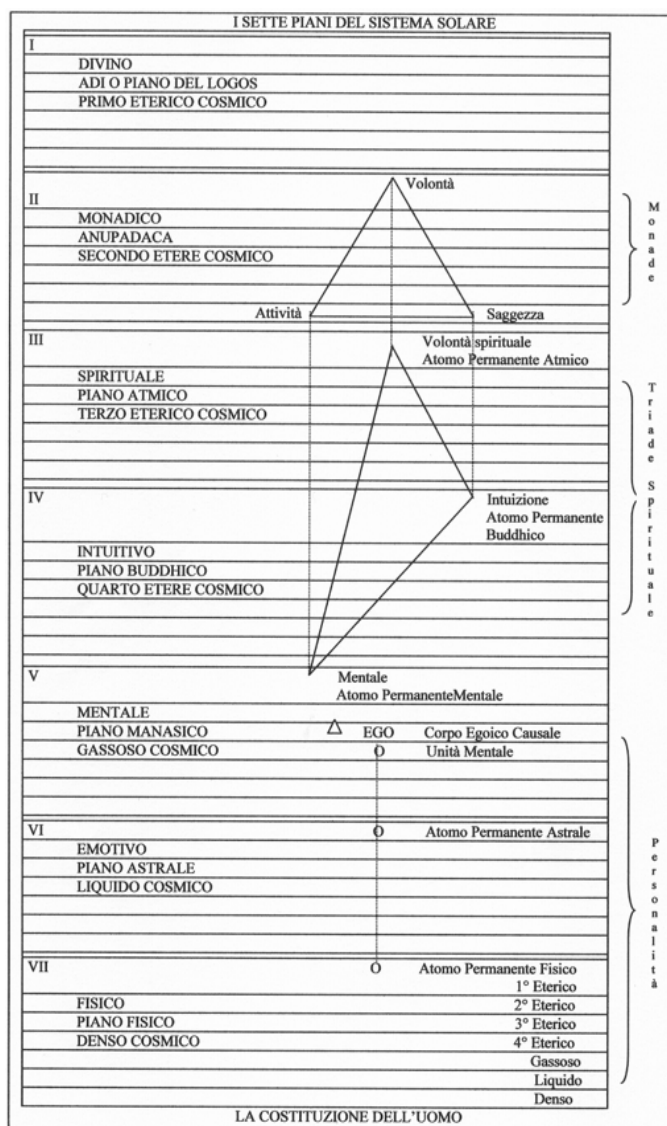 I SETTE PIANI DEL SISTEMA SOLARE
I
DIVINO
ADI O PIANO DEL LOGOS
PRIMO ETERICO COSMICO
Volontà
II
MONADICO
ANUPADACA
SECONDO ETERE COSMICO
Attività Saggezza
Monade
III Volontà spirituale
Atomo Permanente Atmico
SPIRITUALE
PIANO ATMICO
TERZO ETERICO COSMICO
Triade Spirituale
IV Intuizione
Atomo Permanente
Buddhico
INTUITIVO
PIANO BUDDHICO
QUARTO ETERE COSMICO
V Mentale
Atomo PermanenteMentale
MENTALE
PIANO MANASICO EGO Corpo Egoico Causale
GASSOSO COSMICO O Unità Mentale
VI O Atomo Permanente Astrale
EMOTIVO
PIANO ASTRALE
LIQUIDO COSMICO
Personalità
VII O Atomo Permanente Fisico
1° Eterico
FISICO 2° Eterico
PIANO FISICO 3° Eterico
DENSO COSMICO 4° Eterico
Gassoso
Liquido
Denso
LA COSTITUZIONE DELL'UOMO